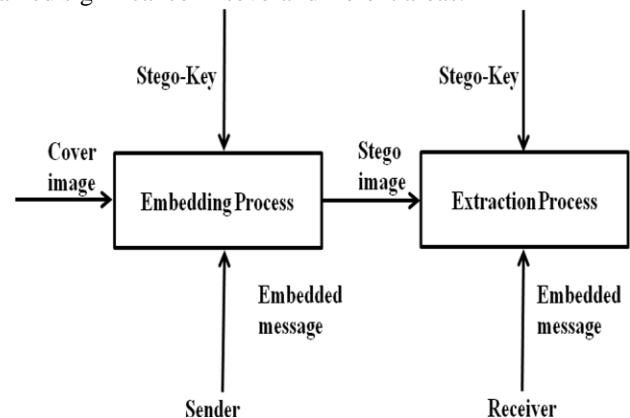 Stego-Key
Stego-Key
Cover
image
Embedding Process
Stego
image
Extraction Process
Embedded
message
Embedded
message
Sender
Receiver